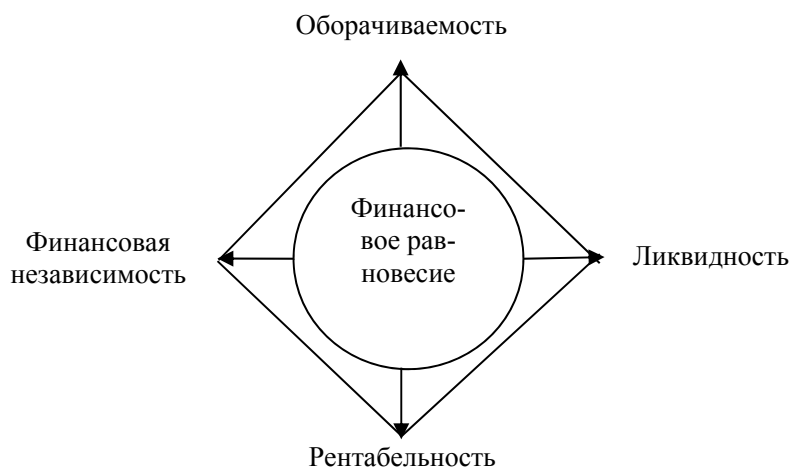 Оборачиваемость
Финансо-
вое рав-
новесие
Финансовая
независимость
Ликвидность
Рентабельность